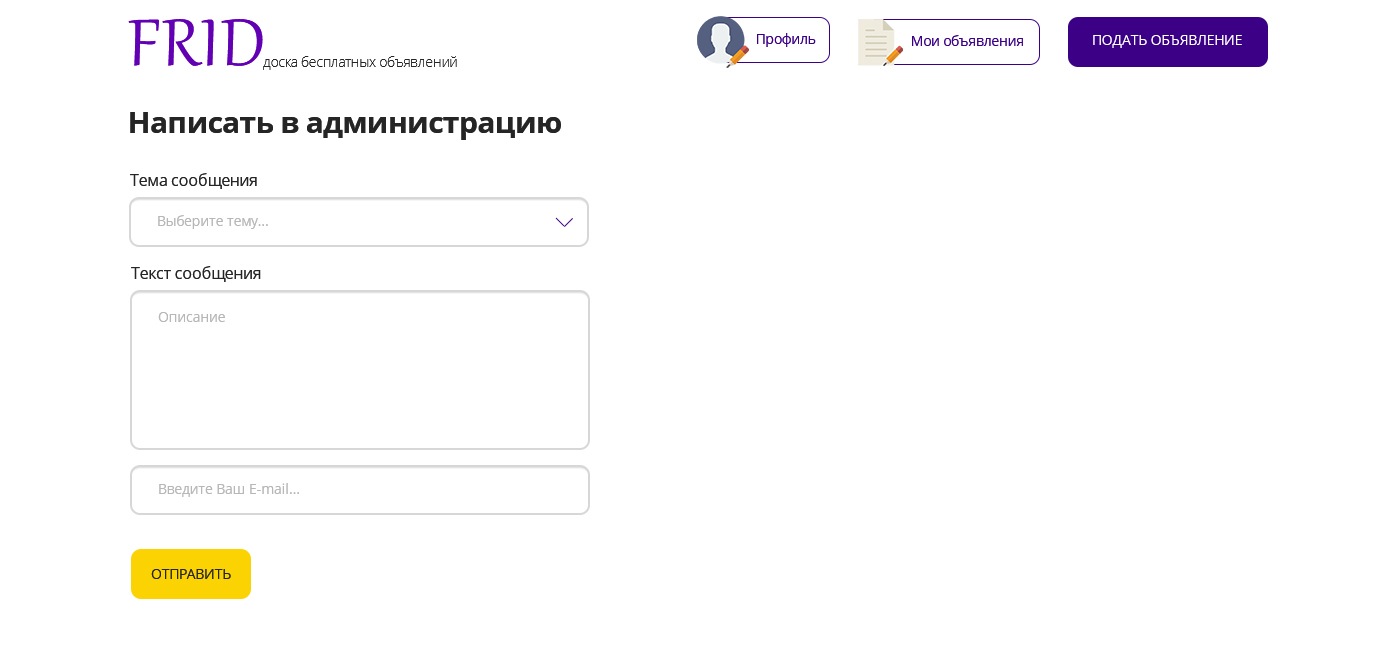 FRID
доска бесплатных объявлений
Профиль
Мои объявления
ПОДАТЬ ОБЪЯВЛЕНИЕ
Написать в администрацию
Тема сообщения
Выберите тему...
Текст сообщения
Описание
Введите Ваш E-mail...
ОТПРАВИТЬ